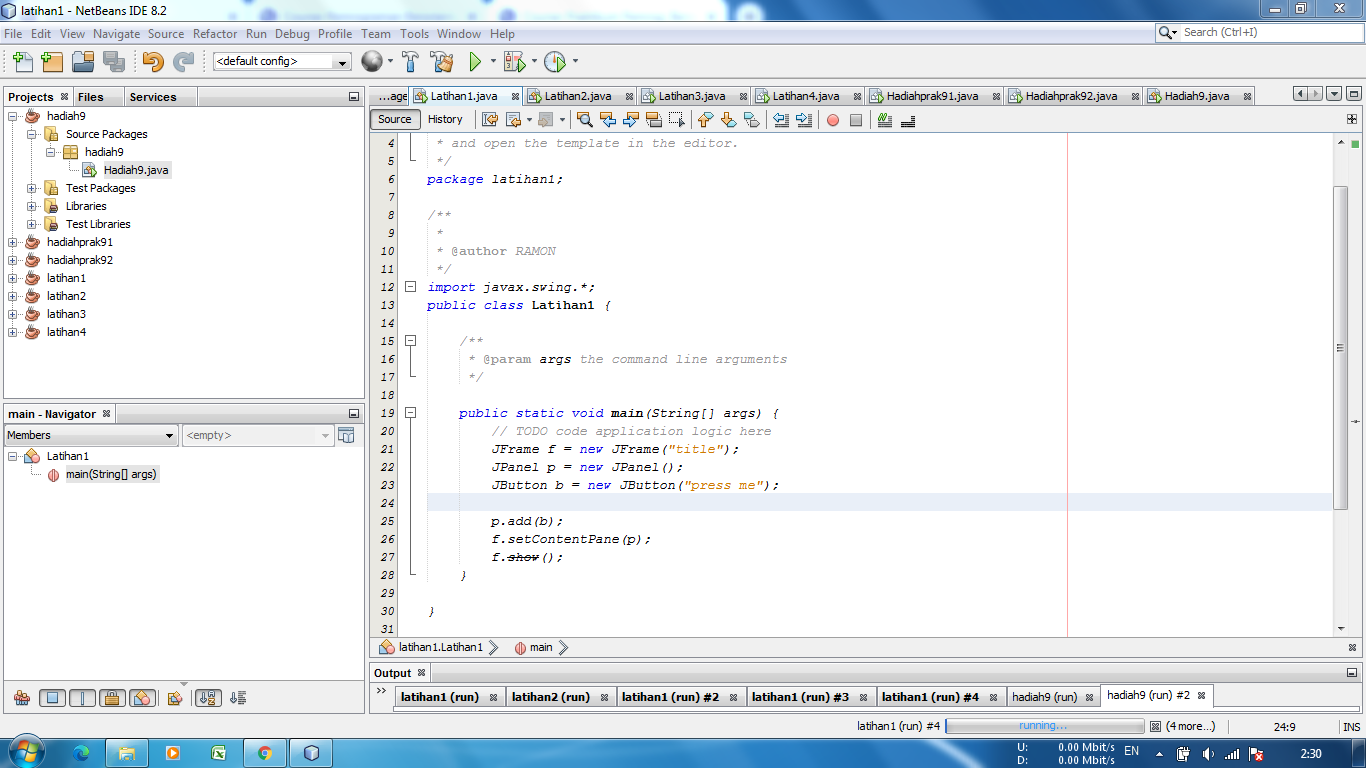 latihan1 - NetBeans IDE 8.2
File Edit View Navigate Source Refactor Run Debug Profile Team Tools Window Help
Search (Ctrl+I)
<default config>
Projects Files Services
hadiah9
Source Packages
hadiah9
Hadiah9.java
Test Packages
Libraries
Test Libraries
hadiahprak91
hadiahprak92
latihan1
latihan2
latihan3
latihan4
main - Navigator
Members <empty>
Latihan1
main(String[] args)
...age Latihan1.java Latihan2.java Latihan3.java Latihan4.java Hadiahprak91.java Hadiahprak92.java Hadiah9.java
Source History
4 * and open the template in the editor.
5 */
6 package latihan1;
7
8 /**
9 *
10 * @author RAMON
11 */
12 import javax.swing.*;
13 public class Latihan1 {
14
15 /**
16 * @param args the command line arguments
17 */
18
19 public static void main(String[] args) {
20 // TODO code application logic here
21 JFrame f = new JFrame("title");
22 JPanel p = new JPanel();
23 JButton b = new JButton("press me");
24
25 p.add(b);
26 f.setContentPane(p);
27 f.show();
28 }
29
30 }
31
latihan1.Latihan1 main
Output
latihan1 (run) latihan2 (run) latihan1 (run) #2 latihan1 (run) #3 latihan1 (run) #4 hadiah9 (run) hadiah9 (run) #2
latihan1 (run) #4 running... (4 more...) 24:9 INS
U: 0.00 Mbit/s
D: 0.00 Mbit/s
EN
2:30